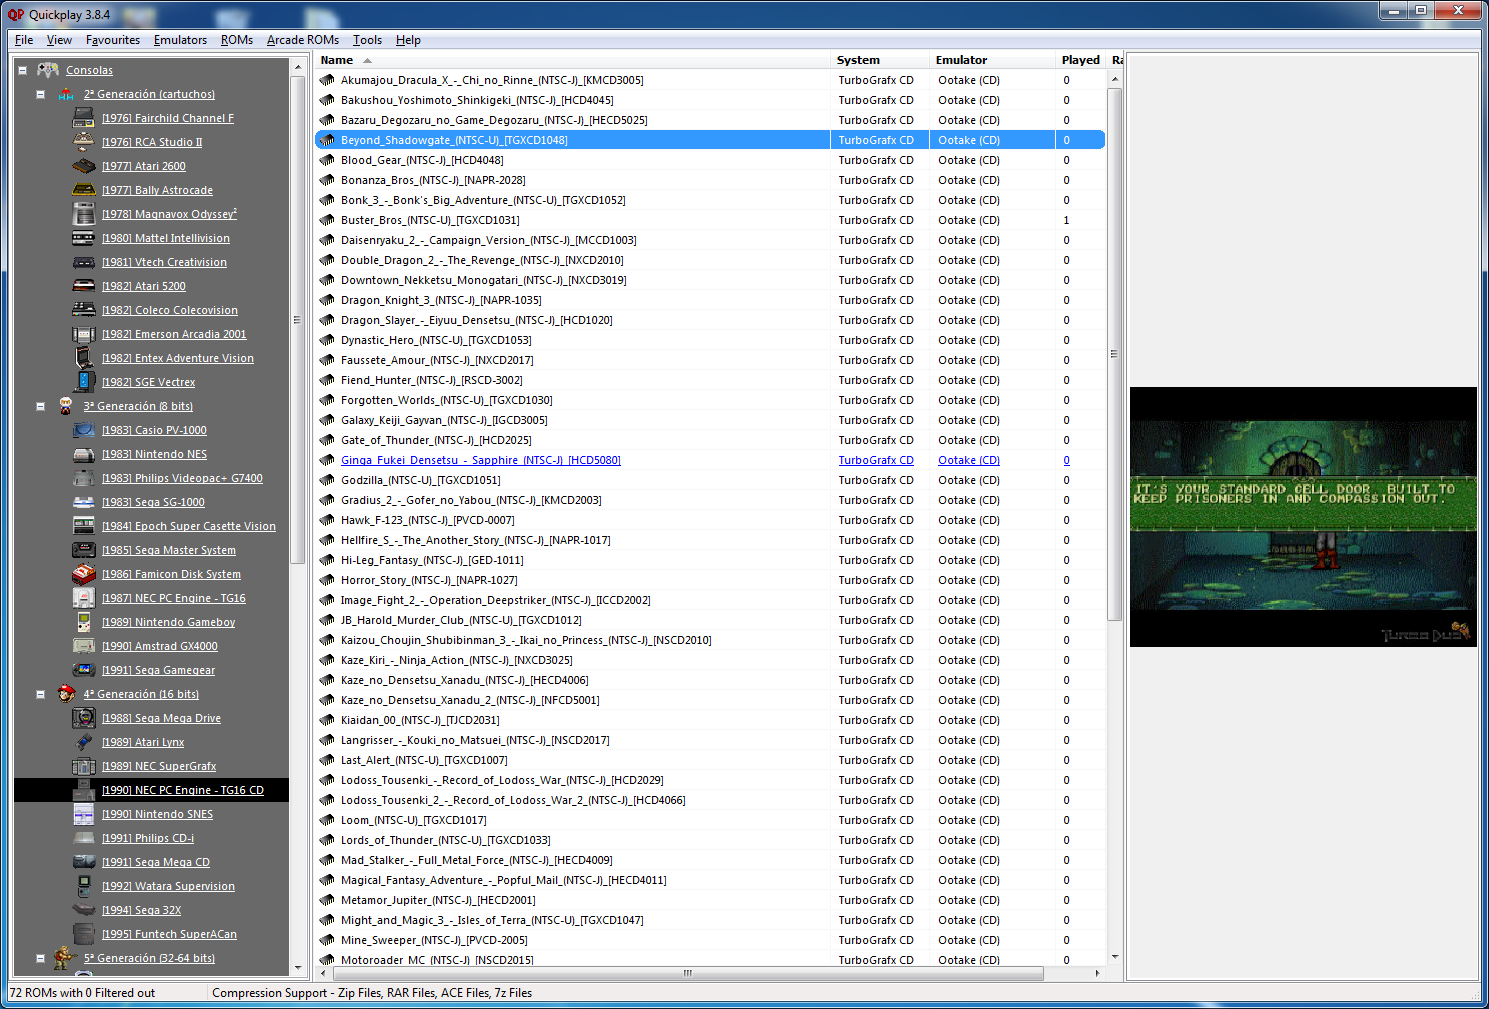 Quickplay 3.8.4
File View Favourites Emulators ROMs Arcade ROMs Tools Help
Consolas
2ª Generación (cartuchos)
[1976] Fairchild Channel F
[1976] RCA Studio II
[1977] Atari 2600
[1977] Bally Astrocade
[1978] Magnavox Odyssey²
[1980] Mattel Intellivision
[1981] Vtech Creativision
[1982] Atari 5200
[1982] Coleco Colecovision
[1982] Emerson Arcadia 2001
[1982] Entex Adventure Vision
[1982] SGE Vectrex
3ª Generación (8 bits)
[1983] Casio PV-1000
[1983] Nintendo NES
[1983] Philips Videopac+ G7400
[1983] Sega SG-1000
[1984] Epoch Super Casette Vision
[1985] Sega Master System
[1986] Famicon Disk System
[1987] NEC PC Engine - TG16
[1989] Nintendo Gameboy
[1990] Amstrad GX4000
[1991] Sega Gamegear
4ª Generación (16 bits)
[1988] Sega Mega Drive
[1989] Atari Lynx
[1989] NEC SuperGrafx
[1990] NEC PC Engine - TG16 CD
[1990] Nintendo SNES
[1991] Philips CD-i
[1991] Sega Mega CD
[1992] Watara Supervision
[1994] Sega 32X
[1995] Funtech SuperACan
5ª Generación (32-64 bits)
Name System Emulator Played Ra
Akumajou_Dracula_X_-_Chi_no_Rinne_(NTSC-J)_[KMCD3005] TurboGrafx CD Ootake (CD) 0
Bakushou_Yoshimoto_Shinkigeki_(NTSC-J)_[HCD4045] TurboGrafx CD Ootake (CD) 0
Bazaru_Degozaru_no_Game_Degozaru_(NTSC-J)_[HECD5025] TurboGrafx CD Ootake (CD) 0
Beyond_Shadowgate_(NTSC-U)_[TGXCD1048] TurboGrafx CD Ootake (CD) 0
Blood_Gear_(NTSC-J)_[HCD4048] TurboGrafx CD Ootake (CD) 0
Bonanza_Bros_(NTSC-J)_[NAPR-2028] TurboGrafx CD Ootake (CD) 0
Bonk_3_-_Bonk's_Big_Adventure_(NTSC-U)_[TGXCD1052] TurboGrafx CD Ootake (CD) 0
Buster_Bros_(NTSC-U)_[TGXCD1031] TurboGrafx CD Ootake (CD) 1
Daisenryaku_2_-_Campaign_Version_(NTSC-J)_[MCCD1003] TurboGrafx CD Ootake (CD) 0
Double_Dragon_2_-_The_Revenge_(NTSC-J)_[NXCD2010] TurboGrafx CD Ootake (CD) 0
Downtown_Nekketsu_Monogatari_(NTSC-J)_[NXCD3019] TurboGrafx CD Ootake (CD) 0
Dragon_Knight_3_(NTSC-J)_[NAPR-1035] TurboGrafx CD Ootake (CD) 0
Dragon_Slayer_-_Eiyuu_Densetsu_(NTSC-J)_[HCD1020] TurboGrafx CD Ootake (CD) 0
Dynastic_Hero_(NTSC-U)_[TGXCD1053] TurboGrafx CD Ootake (CD) 0
Faussete_Amour_(NTSC-J)_[NXCD2017] TurboGrafx CD Ootake (CD) 0
Fiend_Hunter_(NTSC-J)_[RSCD-3002] TurboGrafx CD Ootake (CD) 0
Forgotten_Worlds_(NTSC-U)_[TGXCD1030] TurboGrafx CD Ootake (CD) 0
Galaxy_Keiji_Gayvan_(NTSC-J)_[IGCD3005] TurboGrafx CD Ootake (CD) 0
Gate_of_Thunder_(NTSC-J)_[HCD2025] TurboGrafx CD Ootake (CD) 0
Ginga_Fukei_Densetsu_-_Sapphire_(NTSC-J)_[HCD5080] TurboGrafx CD Ootake (CD) 0
Godzilla_(NTSC-U)_[TGXCD1051] TurboGrafx CD Ootake (CD) 0
Gradius_2_-_Gofer_no_Yabou_(NTSC-J)_[KMCD2003] TurboGrafx CD Ootake (CD) 0
Hawk_F-123_(NTSC-J)_[PVCD-0007] TurboGrafx CD Ootake (CD) 0
Hellfire_S_-_The_Another_Story_(NTSC-J)_[NAPR-1017] TurboGrafx CD Ootake (CD) 0
Hi-Leg_Fantasy_(NTSC-J)_[GED-1011] TurboGrafx CD Ootake (CD) 0
Horror_Story_(NTSC-J)_[NAPR-1027] TurboGrafx CD Ootake (CD) 0
Image_Fight_2_-_Operation_Deepstriker_(NTSC-J)_[ICCD2002] TurboGrafx CD Ootake (CD) 0
JB_Harold_Murder_Club_(NTSC-U)_[TGXCD1012] TurboGrafx CD Ootake (CD) 0
Kaizou_Choujin_Shubibinman_3_-_Ikai_no_Princess_(NTSC-J)_[NSCD2010] TurboGrafx CD Ootake (CD) 0
Kaze_Kiri_-_Ninja_Action_(NTSC-J)_[NXCD3025] TurboGrafx CD Ootake (CD) 0
Kaze_no_Densetsu_Xanadu_(NTSC-J)_[HECD4006] TurboGrafx CD Ootake (CD) 0
Kaze_no_Densetsu_Xanadu_2_(NTSC-J)_[NFCD5001] TurboGrafx CD Ootake (CD) 0
Kiaidan_00_(NTSC-J)_[TJCD2031] TurboGrafx CD Ootake (CD) 0
Langrisser_-_Kouki_no_Matsuei_(NTSC-J)_[NSCD2017] TurboGrafx CD Ootake (CD) 0
Last_Alert_(NTSC-U)_[TGXCD1007] TurboGrafx CD Ootake (CD) 0
Lodoss_Tousenki_-_Record_of_Lodoss_War_(NTSC-J)_[HCD2029] TurboGrafx CD Ootake (CD) 0
Lodoss_Tousenki_2_-_Record_of_Lodoss_War_2_(NTSC-J)_[HCD4066] TurboGrafx CD Ootake (CD) 0
Loom_(NTSC-U)_[TGXCD1017] TurboGrafx CD Ootake (CD) 0
Lords_of_Thunder_(NTSC-U)_[TGXCD1033] TurboGrafx CD Ootake (CD) 0
Mad_Stalker_-_Full_Metal_Force_(NTSC-J)_[HECD4009] TurboGrafx CD Ootake (CD) 0
Magical_Fantasy_Adventure_-_Popful_Mail_(NTSC-J)_[HECD4011] TurboGrafx CD Ootake (CD) 0
Metamor_Jupiter_(NTSC-J)_[HECD2001] TurboGrafx CD Ootake (CD) 0
Might_and_Magic_3_-_Isles_of_Terra_(NTSC-U)_[TGXCD1047] TurboGrafx CD Ootake (CD) 0
Mine_Sweeper_(NTSC-J)_[PVCD-2005] TurboGrafx CD Ootake (CD) 0
Motoroader_MC_(NTSC-J)_[NSCD2015] TurboGrafx CD Ootake (CD) 0
IT'S YOUR STANDARD CELL DOOR. BUILT TO
KEEP PRISONERS IN AND COMPASSION OUT.
TURBO DUO
72 ROMs with 0 Filtered out
Compression Support - Zip Files, RAR Files, ACE Files, 7z Files